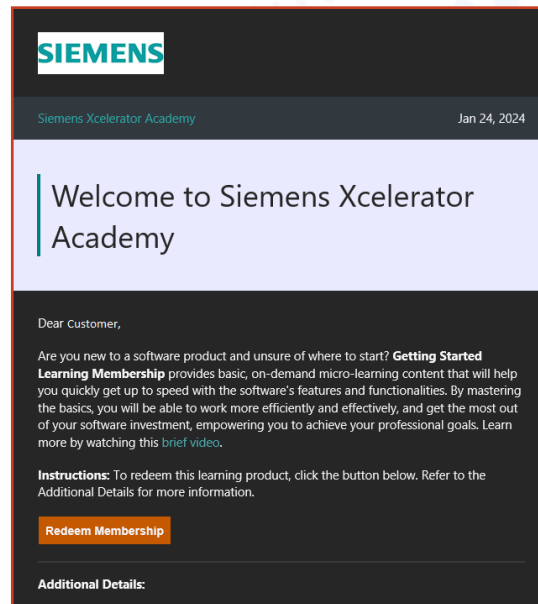 SIEMENS
Siemens Xcelerator Academy
Jan 24, 2024
Welcome to Siemens Xcelerator
Academy
Dear Customer,
Are you new to a software product and unsure of where to start? Getting Started
Learning Membership provides basic, on-demand micro-learning content that will help
you quickly get up to speed with the software's features and functionalities. By mastering
the basics, you will be able to work more efficiently and effectively, and get the most out
of your software investment, empowering you to achieve your professional goals. Learn
more by watching this brief video.
Instructions: To redeem this learning product, click the button below. Refer to the
Additional Details for more information.
Redeem Membership
Additional Details: